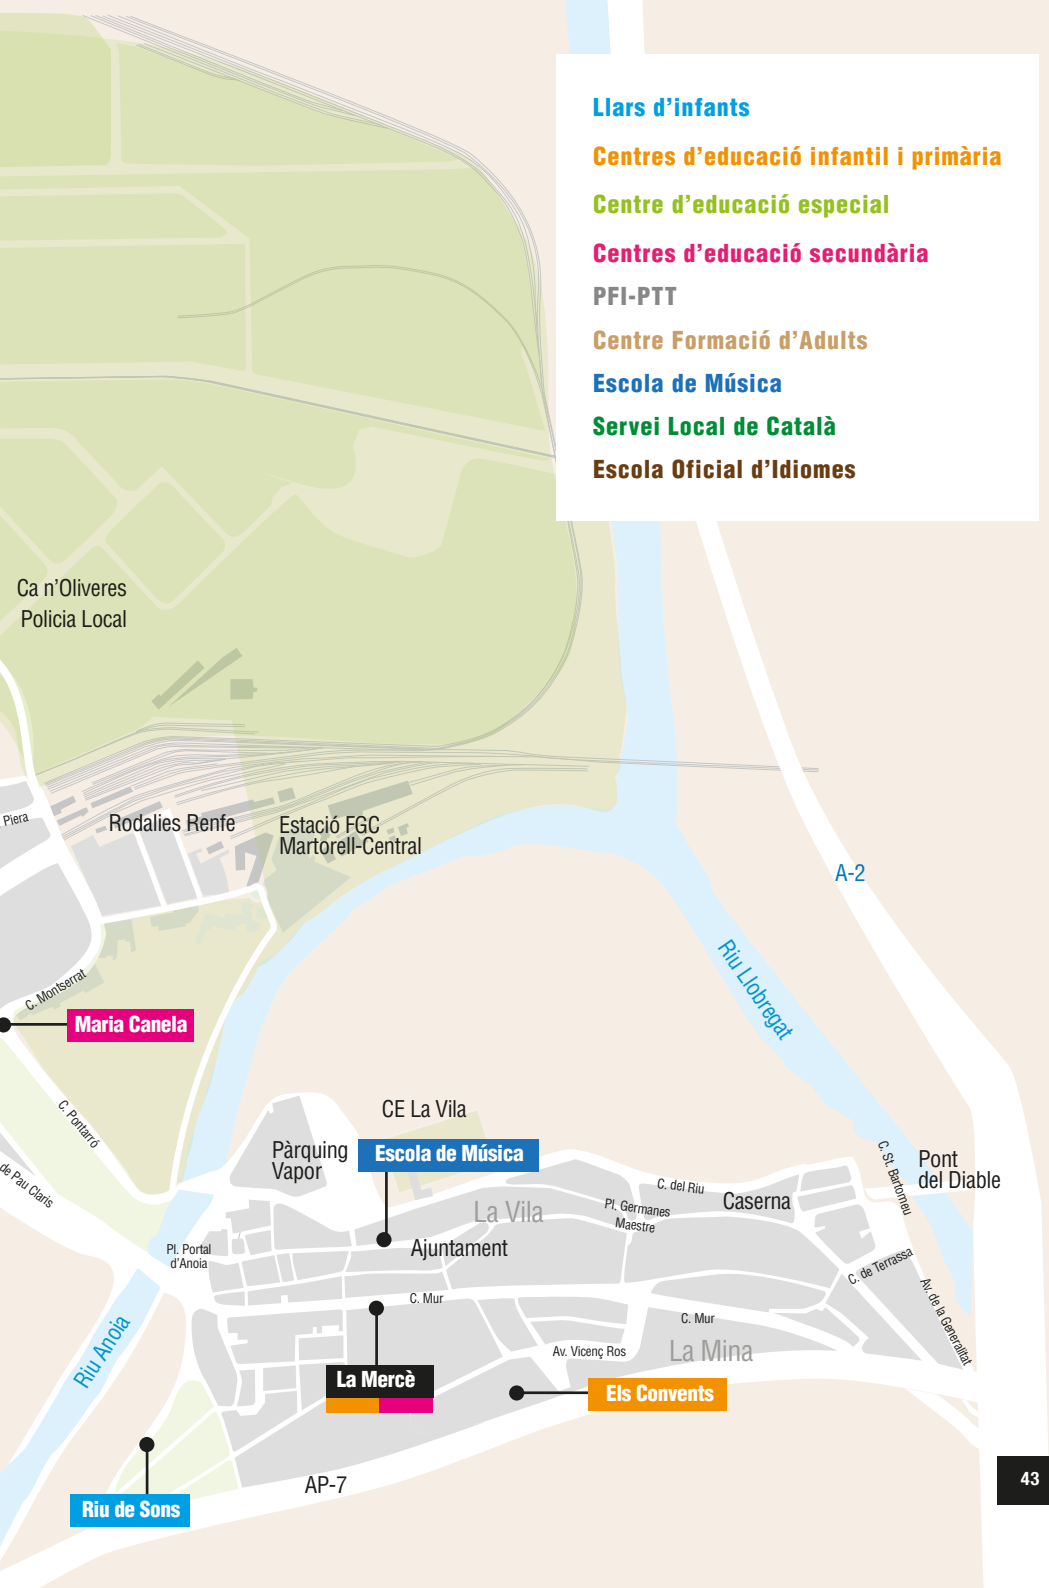 Llars d’infants
Centres d’educació infantil i primària
Centre d’educació especial
Centres d’educació secundària
PFI-PTT
Centre Formació d’Adults
Escola de Música
Servei Local de Català
Escola Oficial d’Idiomes
Ca n’Oliveres
Policia Local
Piera
Rodalies Renfe
Estació FGC
Martorell-Central
A-2
Riu Llobregat
C. Montserrat
Maria Canela
C. Pontarró
de Pau Claris
CE La Vila
Pàrquing
Vapor
Escola de Música
C. St. Bartomeu
Pont
del Diable
C. del Riu
Caserna
La Vila
Pl. Germanes
Maestre
Pl. Portal
d’Anoia
Ajuntament
C. de Terrassa
Av. de la Generalitat
C. Mur
C. Mur
Riu Anoia
Av. Vicenç Ros
La Mina
La Mercè
Els Convents
AP-7
Riu de Sons
43